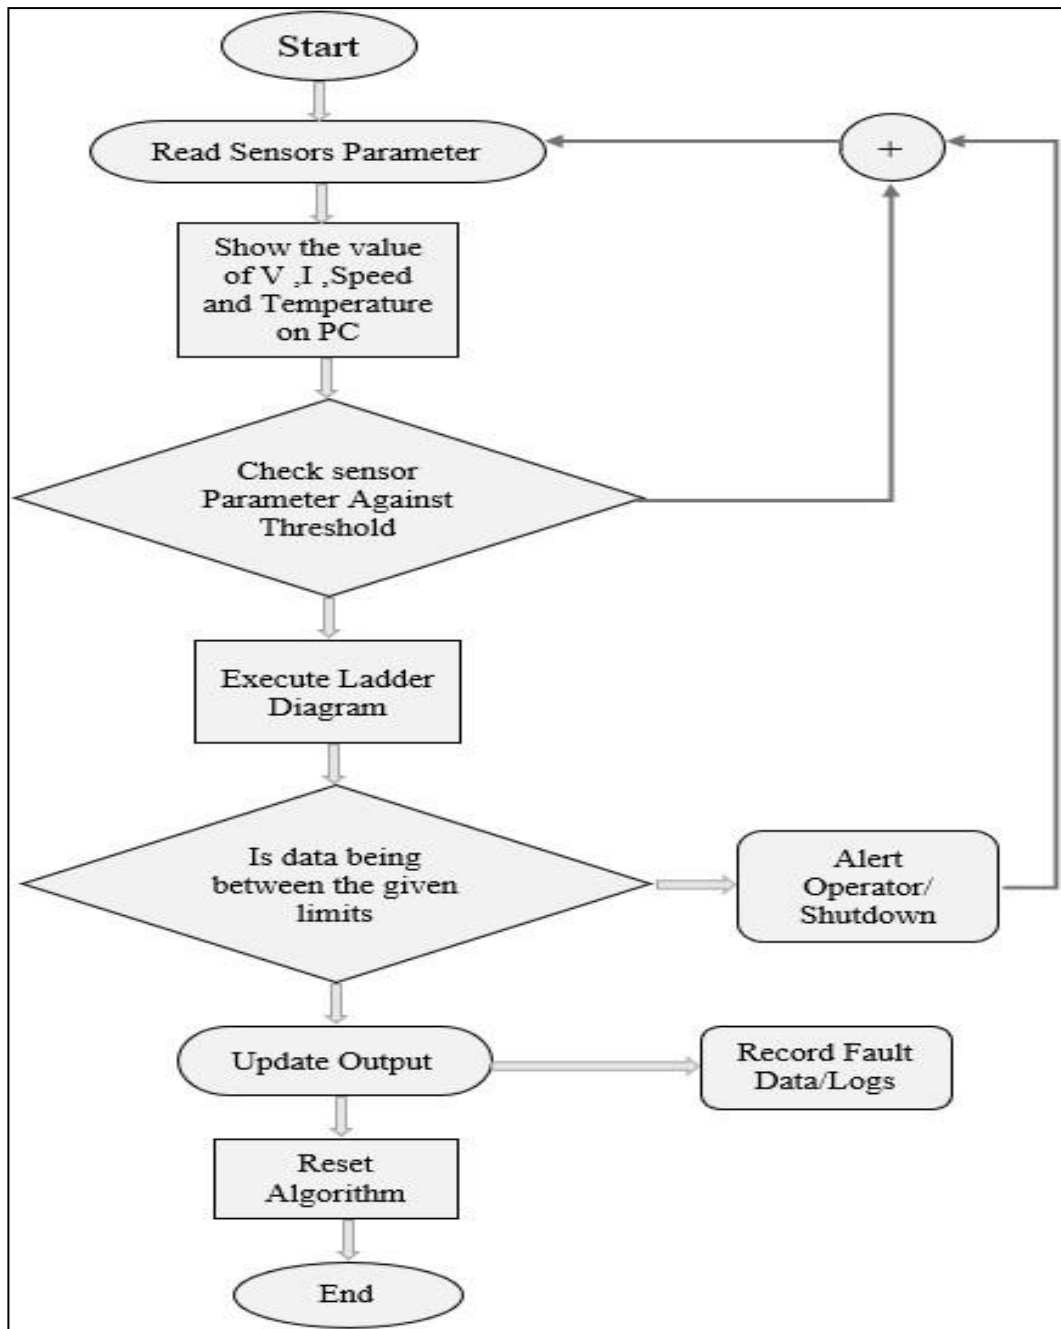 Start
Read Sensors Parameter
+
Show the value
of V ,I ,Speed
and Temperature
on PC
Check sensor
Parameter Against
Threshold
Execute Ladder
Diagram
Is data being
between the given
limits
Alert
Operator/
Shutdown
Update Output
Record Fault
Data/Logs
Reset
Algorithm
End